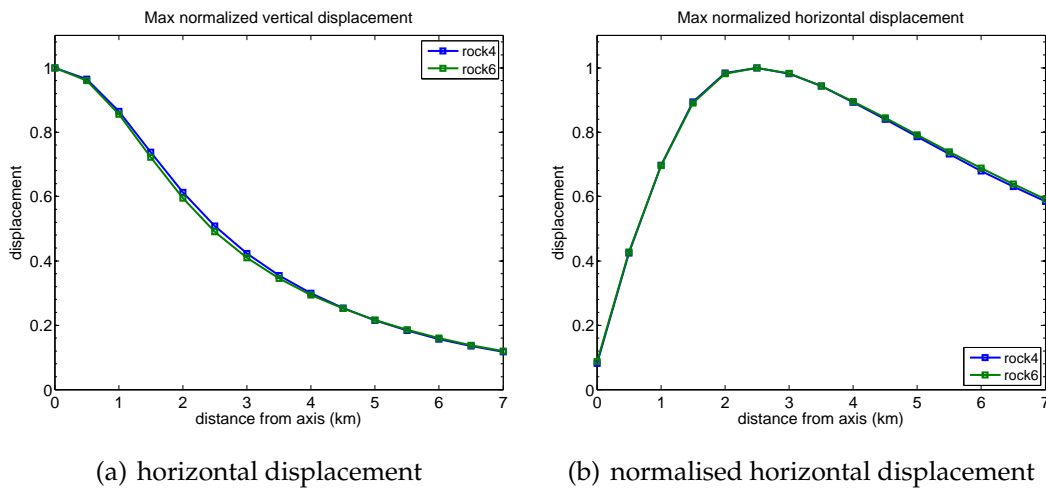 Max normalized vertical displacement
1
0.8
0.6
0.4
0.2
0
displacement
rock4
rock6
0 1 2 3 4 5 6 7
distance from axis (km)
(a) horizontal displacement
Max normalized horizontal displacement
1
0.8
0.6
0.4
0.2
0
displacement
rock4
rock6
0 1 2 3 4 5 6 7
distance from axis (km)
(b) normalised horizontal displacement